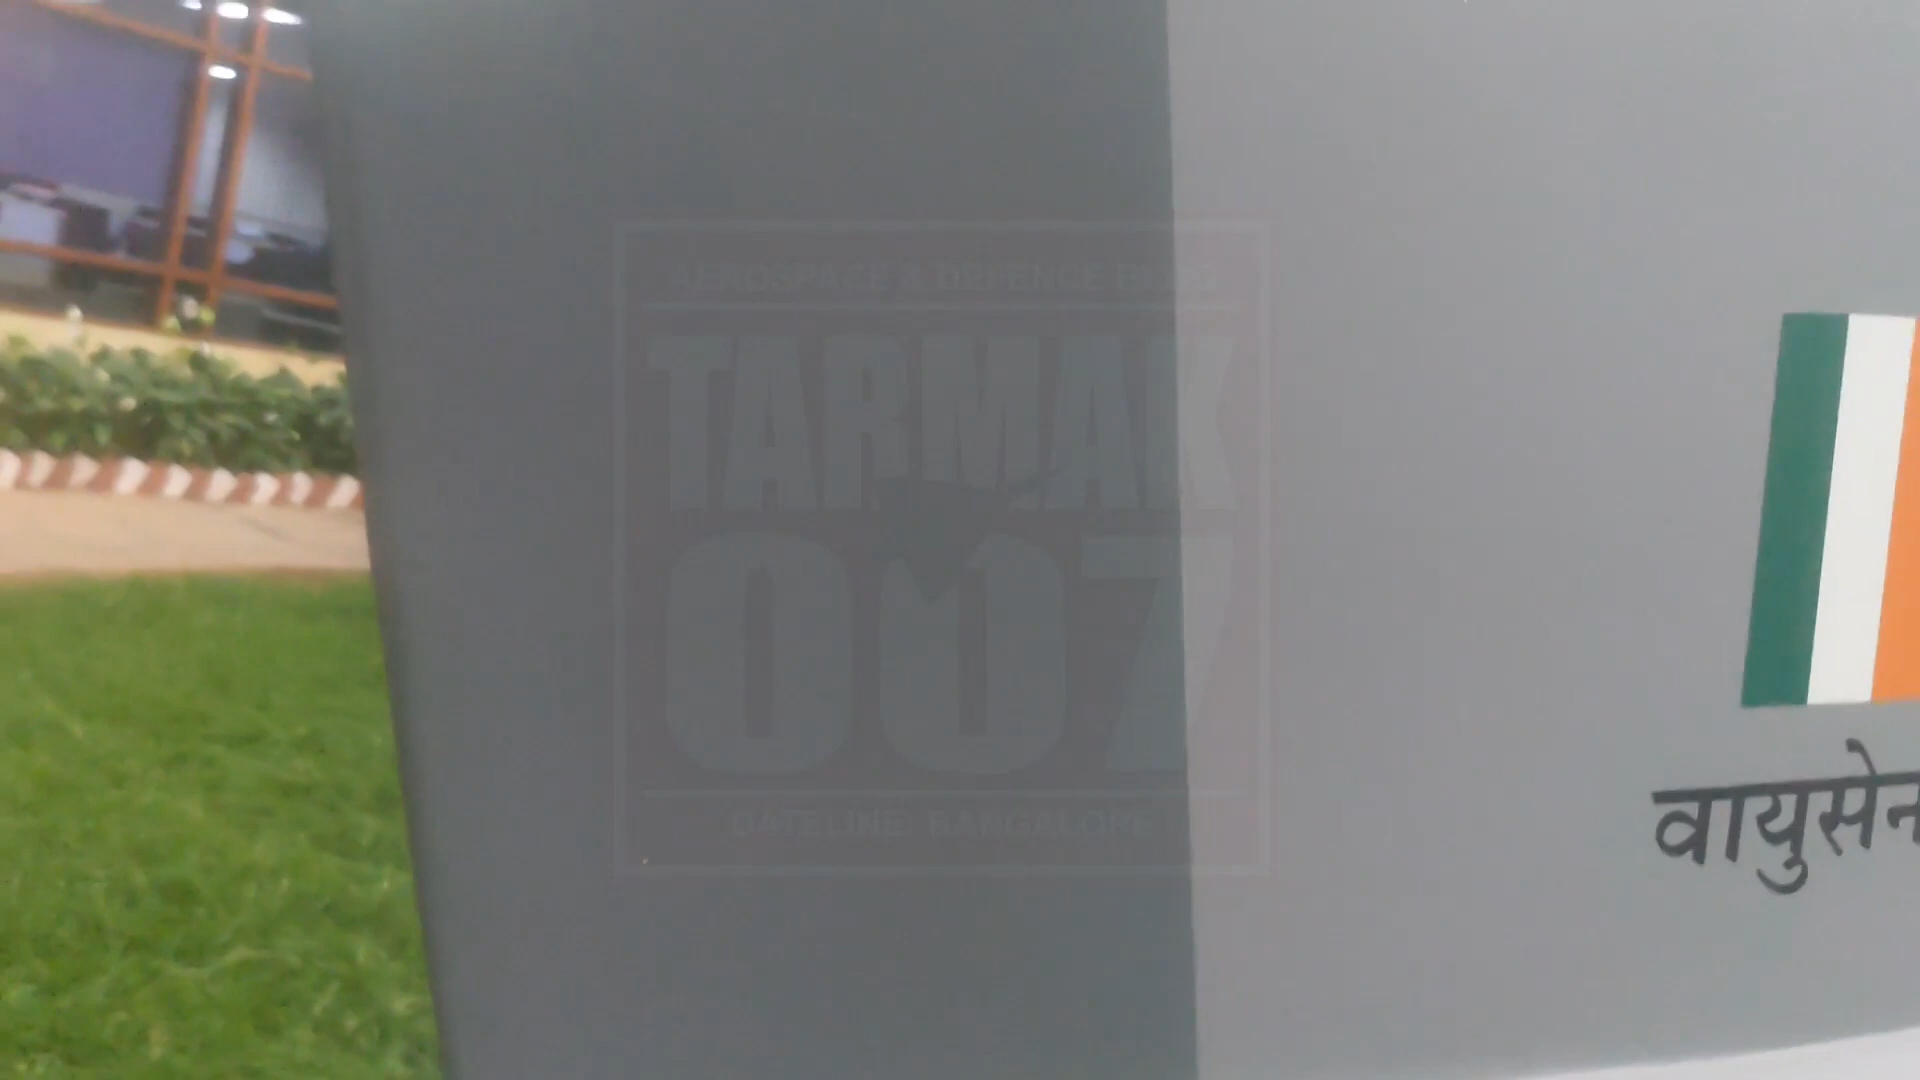 AEROSPACE & DEFENCE BLOG
TARMAK
007
DATELINE BANGALORE
वायुसेन